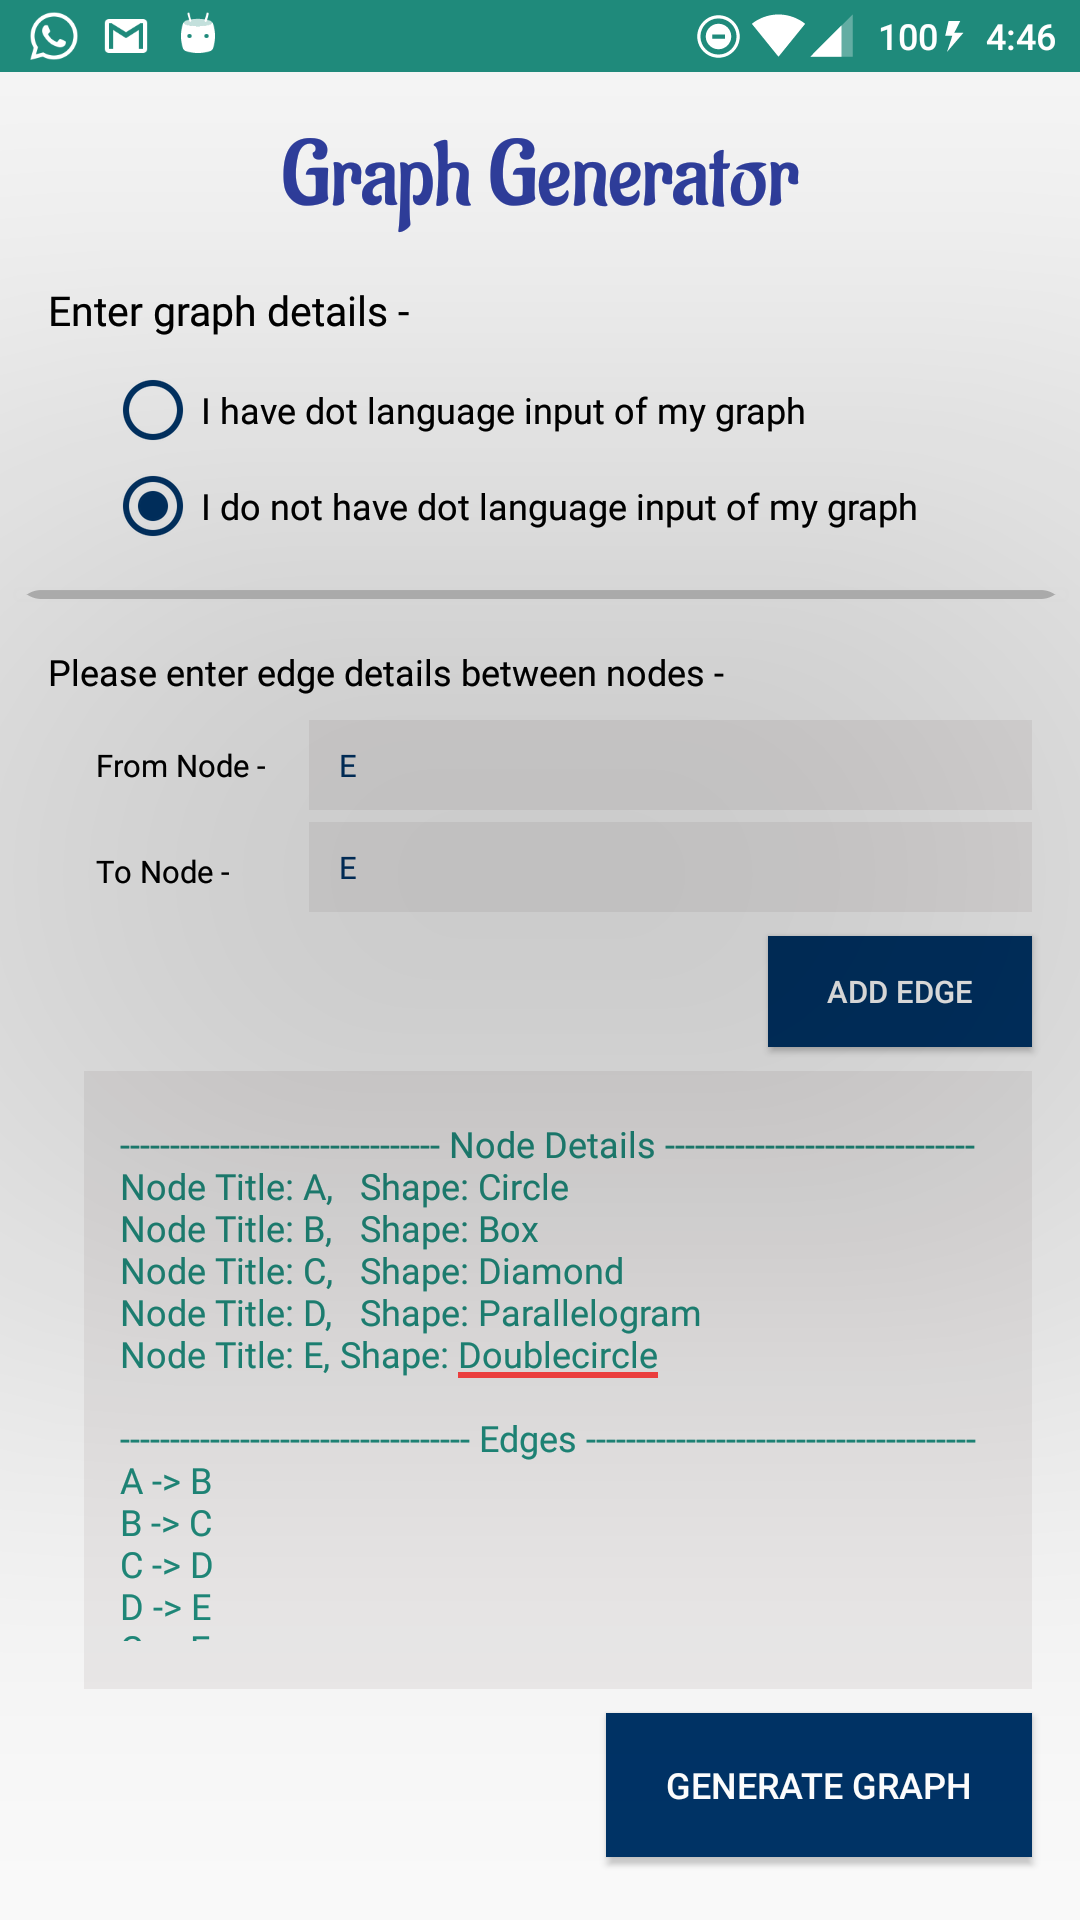 100 4:46
Graph Generator
Enter graph details -
I have dot language input of my graph
I do not have dot language input of my graph
Please enter edge details between nodes -
From Node - E
To Node - E
ADD EDGE
-------------------------------- Node Details -------------------------------
Node Title: A,   Shape: Circle
Node Title: B,   Shape: Box
Node Title: C,   Shape: Diamond
Node Title: D,   Shape: Parallelogram
Node Title: E, Shape: Doublecircle
----------------------------------- Edges ---------------------------------------
A -> B
B -> C
C -> D
D -> E
GENERATE GRAPH